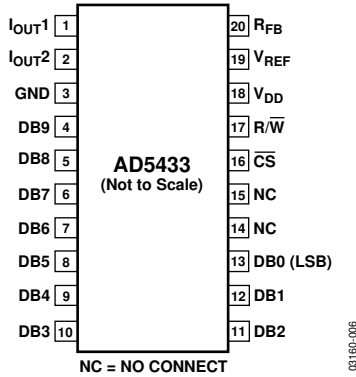 IOUT1 1
IOUT2 2
GND 3
DB9 4
DB8 5
DB7 6
DB6 7
DB5 8
DB4 9
DB3 10
AD5433
(Not to Scale)
20 RFB
19 VREF
18 VDD
17 R/W̅
16 C̅S̅
15 NC
14 NC
13 DB0 (LSB)
12 DB1
11 DB2
NC = NO CONNECT
03160-006